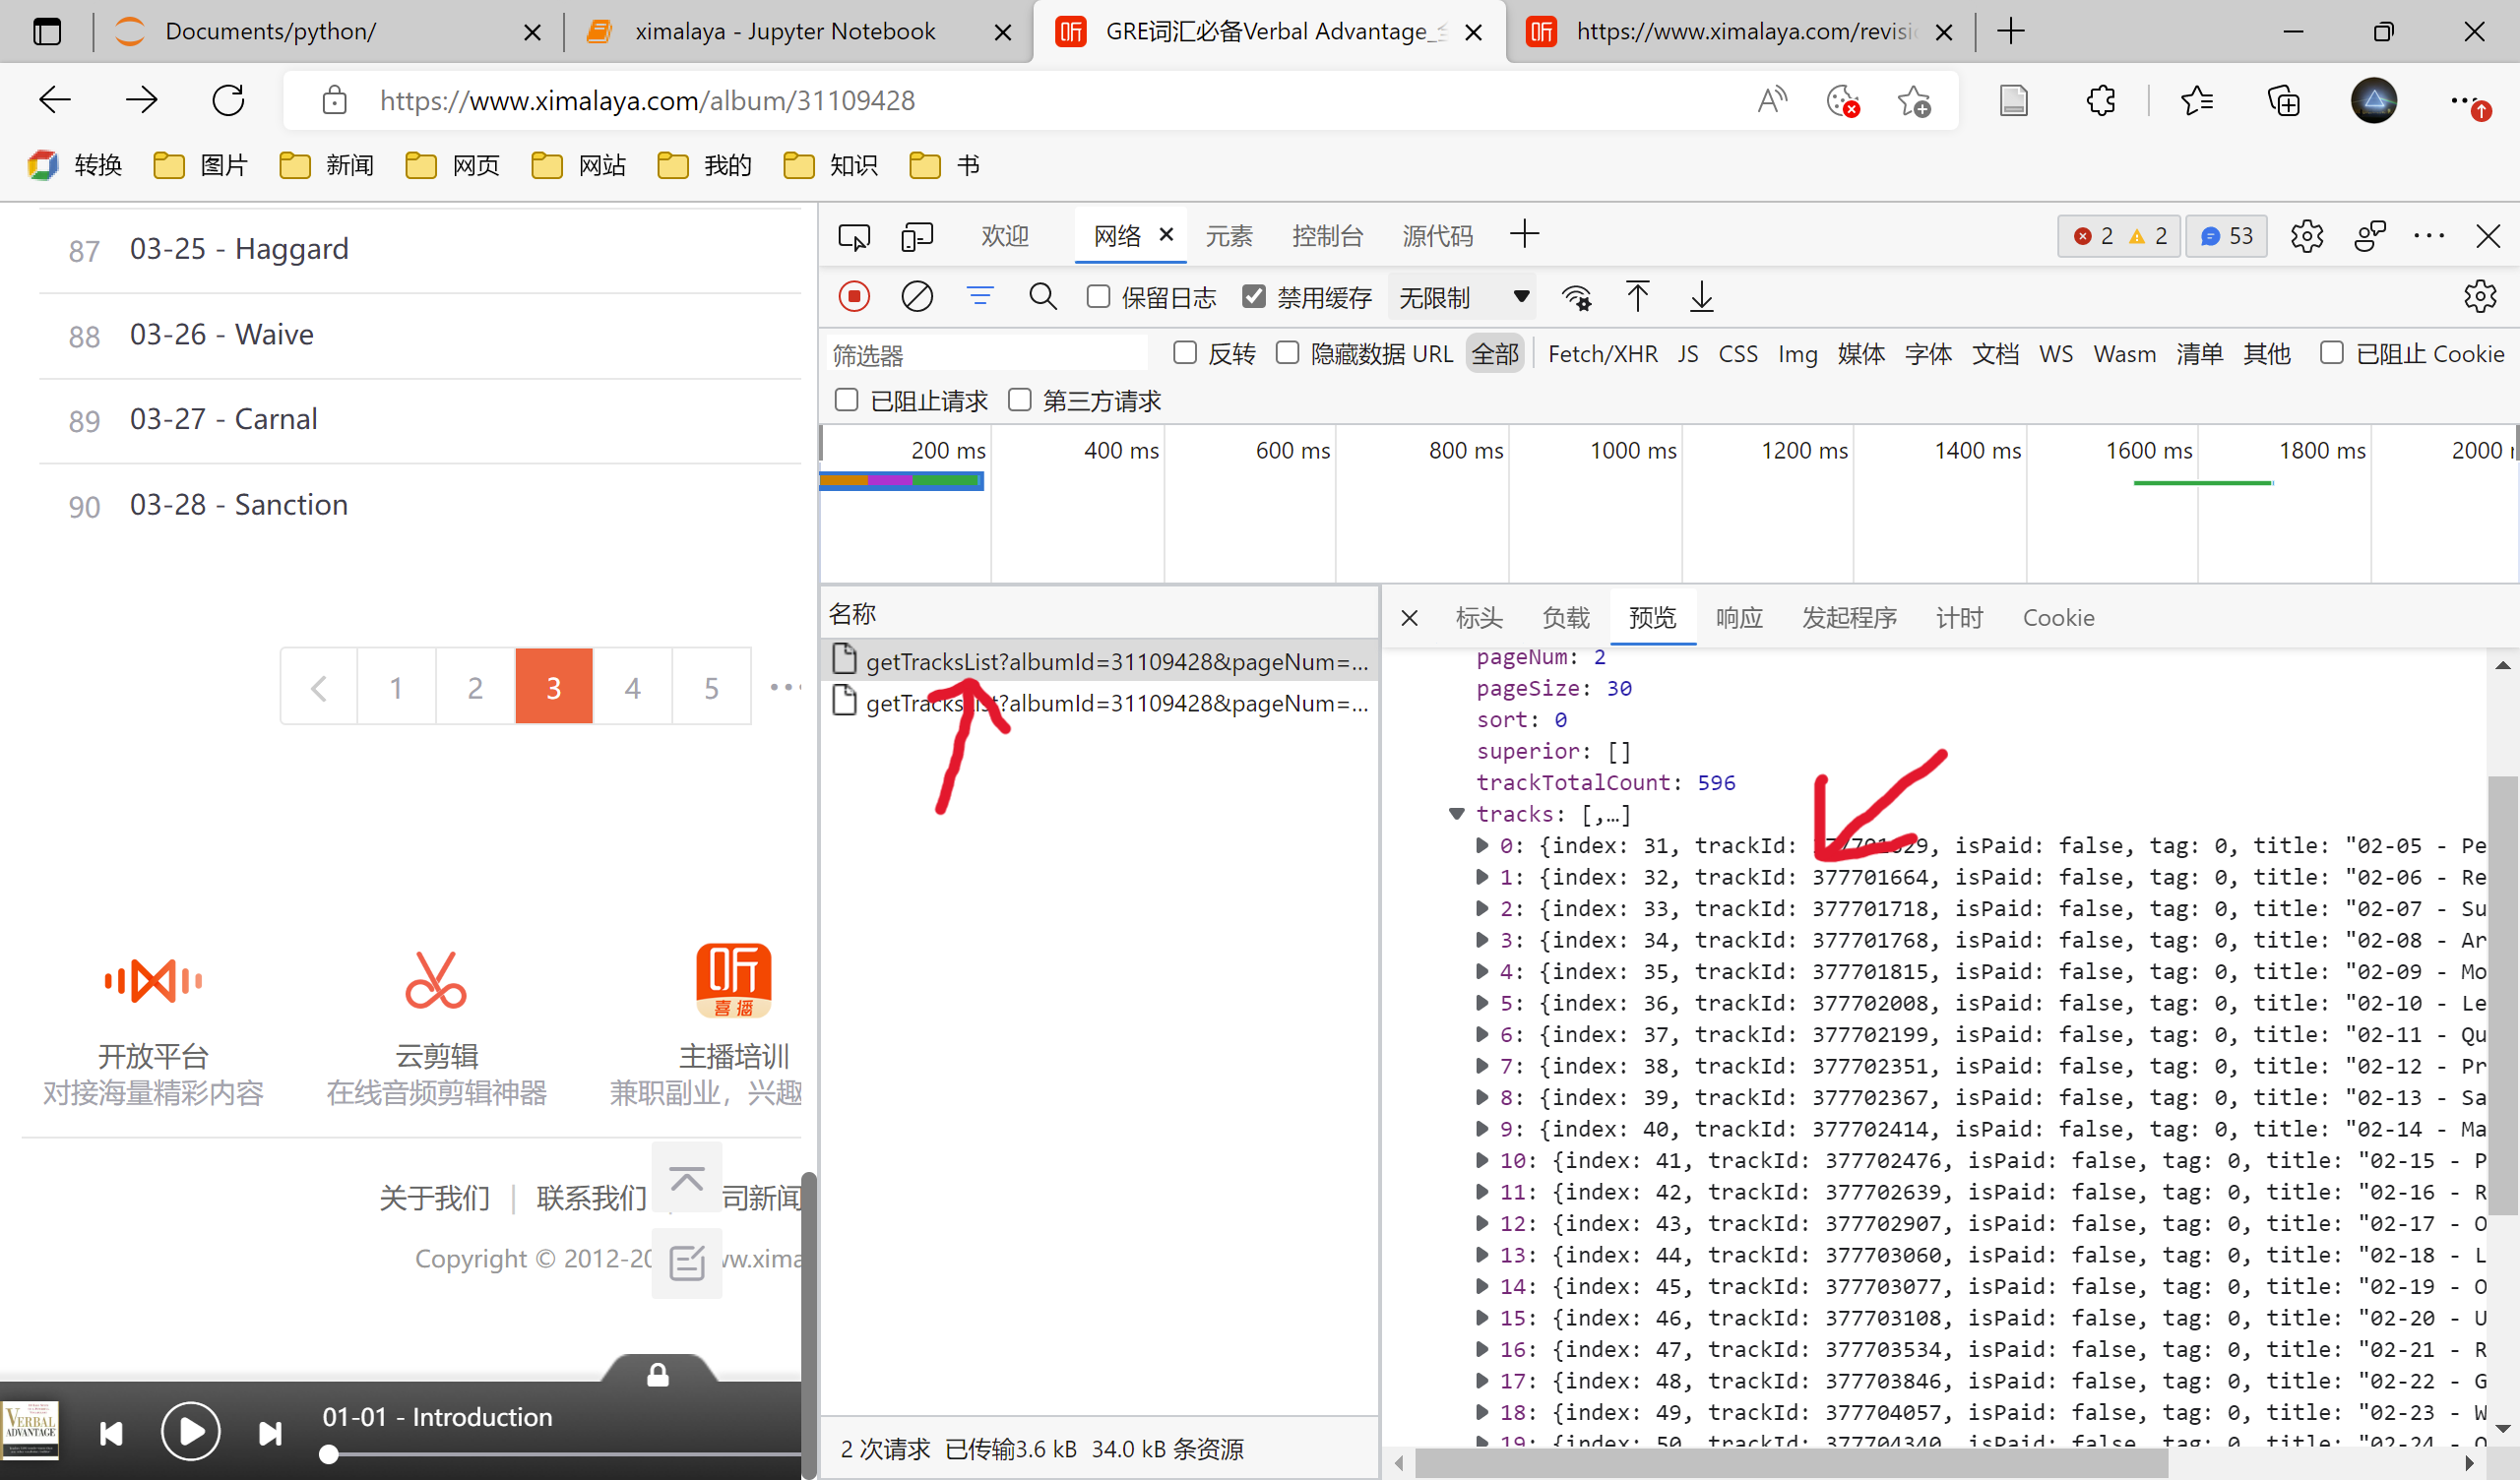 Documents/python/
ximalaya - Jupyter Notebook
GRE词汇必备Verbal Advantage_
https://www.ximalaya.com/revisi
https://www.ximalaya.com/album/31109428
转换 图片 新闻 网页 网站 我的 知识 书
87 03-25 - Haggard
88 03-26 - Waive
89 03-27 - Carnal
90 03-28 - Sanction
1 2 3 4 5 •••
开放平台
对接海量精彩内容
云剪辑
在线音频剪辑神器
听
喜播
主播培训
兼职副业，兴趣
关于我们 | 联系我们 司新闻
Copyright © 2012-20 ww.xima
VERBAL
ADVANTAGE
01-01 - Introduction
欢迎 网络 元素 控制台 源代码
2 2 53
保留日志 禁用缓存 无限制
筛选器 反转 隐藏数据 URL 全部 Fetch/XHR JS CSS Img 媒体 字体 文档 WS Wasm 清单 其他 已阻止 Cookie
已阻止请求 第三方请求
200 ms 400 ms 600 ms 800 ms 1000 ms 1200 ms 1400 ms 1600 ms 1800 ms 2000
名称
getTracksList?albumId=31109428&pageNum=...
getTracksList?albumId=31109428&pageNum=...
2 次请求 已传输3.6 kB 34.0 kB 条资源
标头 负载 预览 响应 发起程序 计时 Cookie
pageNum: 2
pageSize: 30
sort: 0
superior: []
trackTotalCount: 596
tracks: [,…]
0: {index: 31, trackId: 377701629, isPaid: false, tag: 0, title: "02-05 - Pe
1: {index: 32, trackId: 377701664, isPaid: false, tag: 0, title: "02-06 - Re
2: {index: 33, trackId: 377701718, isPaid: false, tag: 0, title: "02-07 - Su
3: {index: 34, trackId: 377701768, isPaid: false, tag: 0, title: "02-08 - Ar
4: {index: 35, trackId: 377701815, isPaid: false, tag: 0, title: "02-09 - Mo
5: {index: 36, trackId: 377702008, isPaid: false, tag: 0, title: "02-10 - Le
6: {index: 37, trackId: 377702199, isPaid: false, tag: 0, title: "02-11 - Qu
7: {index: 38, trackId: 377702351, isPaid: false, tag: 0, title: "02-12 - Pr
8: {index: 39, trackId: 377702367, isPaid: false, tag: 0, title: "02-13 - Sa
9: {index: 40, trackId: 377702414, isPaid: false, tag: 0, title: "02-14 - Ma
10: {index: 41, trackId: 377702476, isPaid: false, tag: 0, title: "02-15 - P
11: {index: 42, trackId: 377702639, isPaid: false, tag: 0, title: "02-16 - R
12: {index: 43, trackId: 377702907, isPaid: false, tag: 0, title: "02-17 - O
13: {index: 44, trackId: 377703060, isPaid: false, tag: 0, title: "02-18 - L
14: {index: 45, trackId: 377703077, isPaid: false, tag: 0, title: "02-19 - O
15: {index: 46, trackId: 377703108, isPaid: false, tag: 0, title: "02-20 - U
16: {index: 47, trackId: 377703534, isPaid: false, tag: 0, title: "02-21 - R
17: {index: 48, trackId: 377703846, isPaid: false, tag: 0, title: "02-22 - G
18: {index: 49, trackId: 377704057, isPaid: false, tag: 0, title: "02-23 - W
19: {index: 50, trackId: 377704340, isPaid: false, tag: 0, title: "02-24 - O